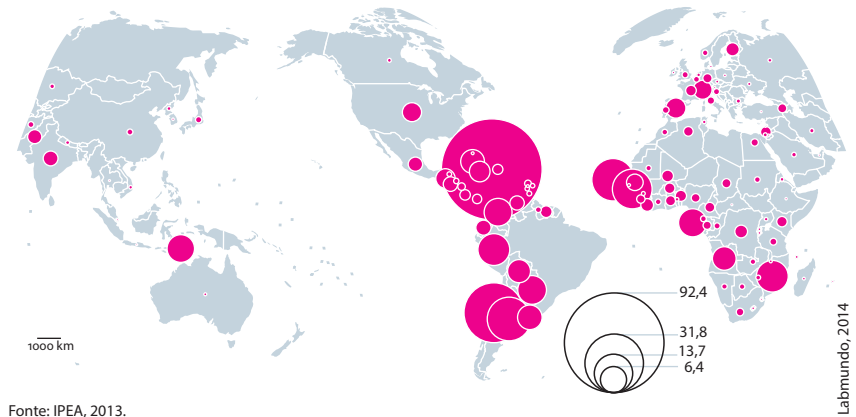 92,4
31,8
13,7
6,4
1000 km
Fonte: IPEA, 2013.
Labmundo, 2014